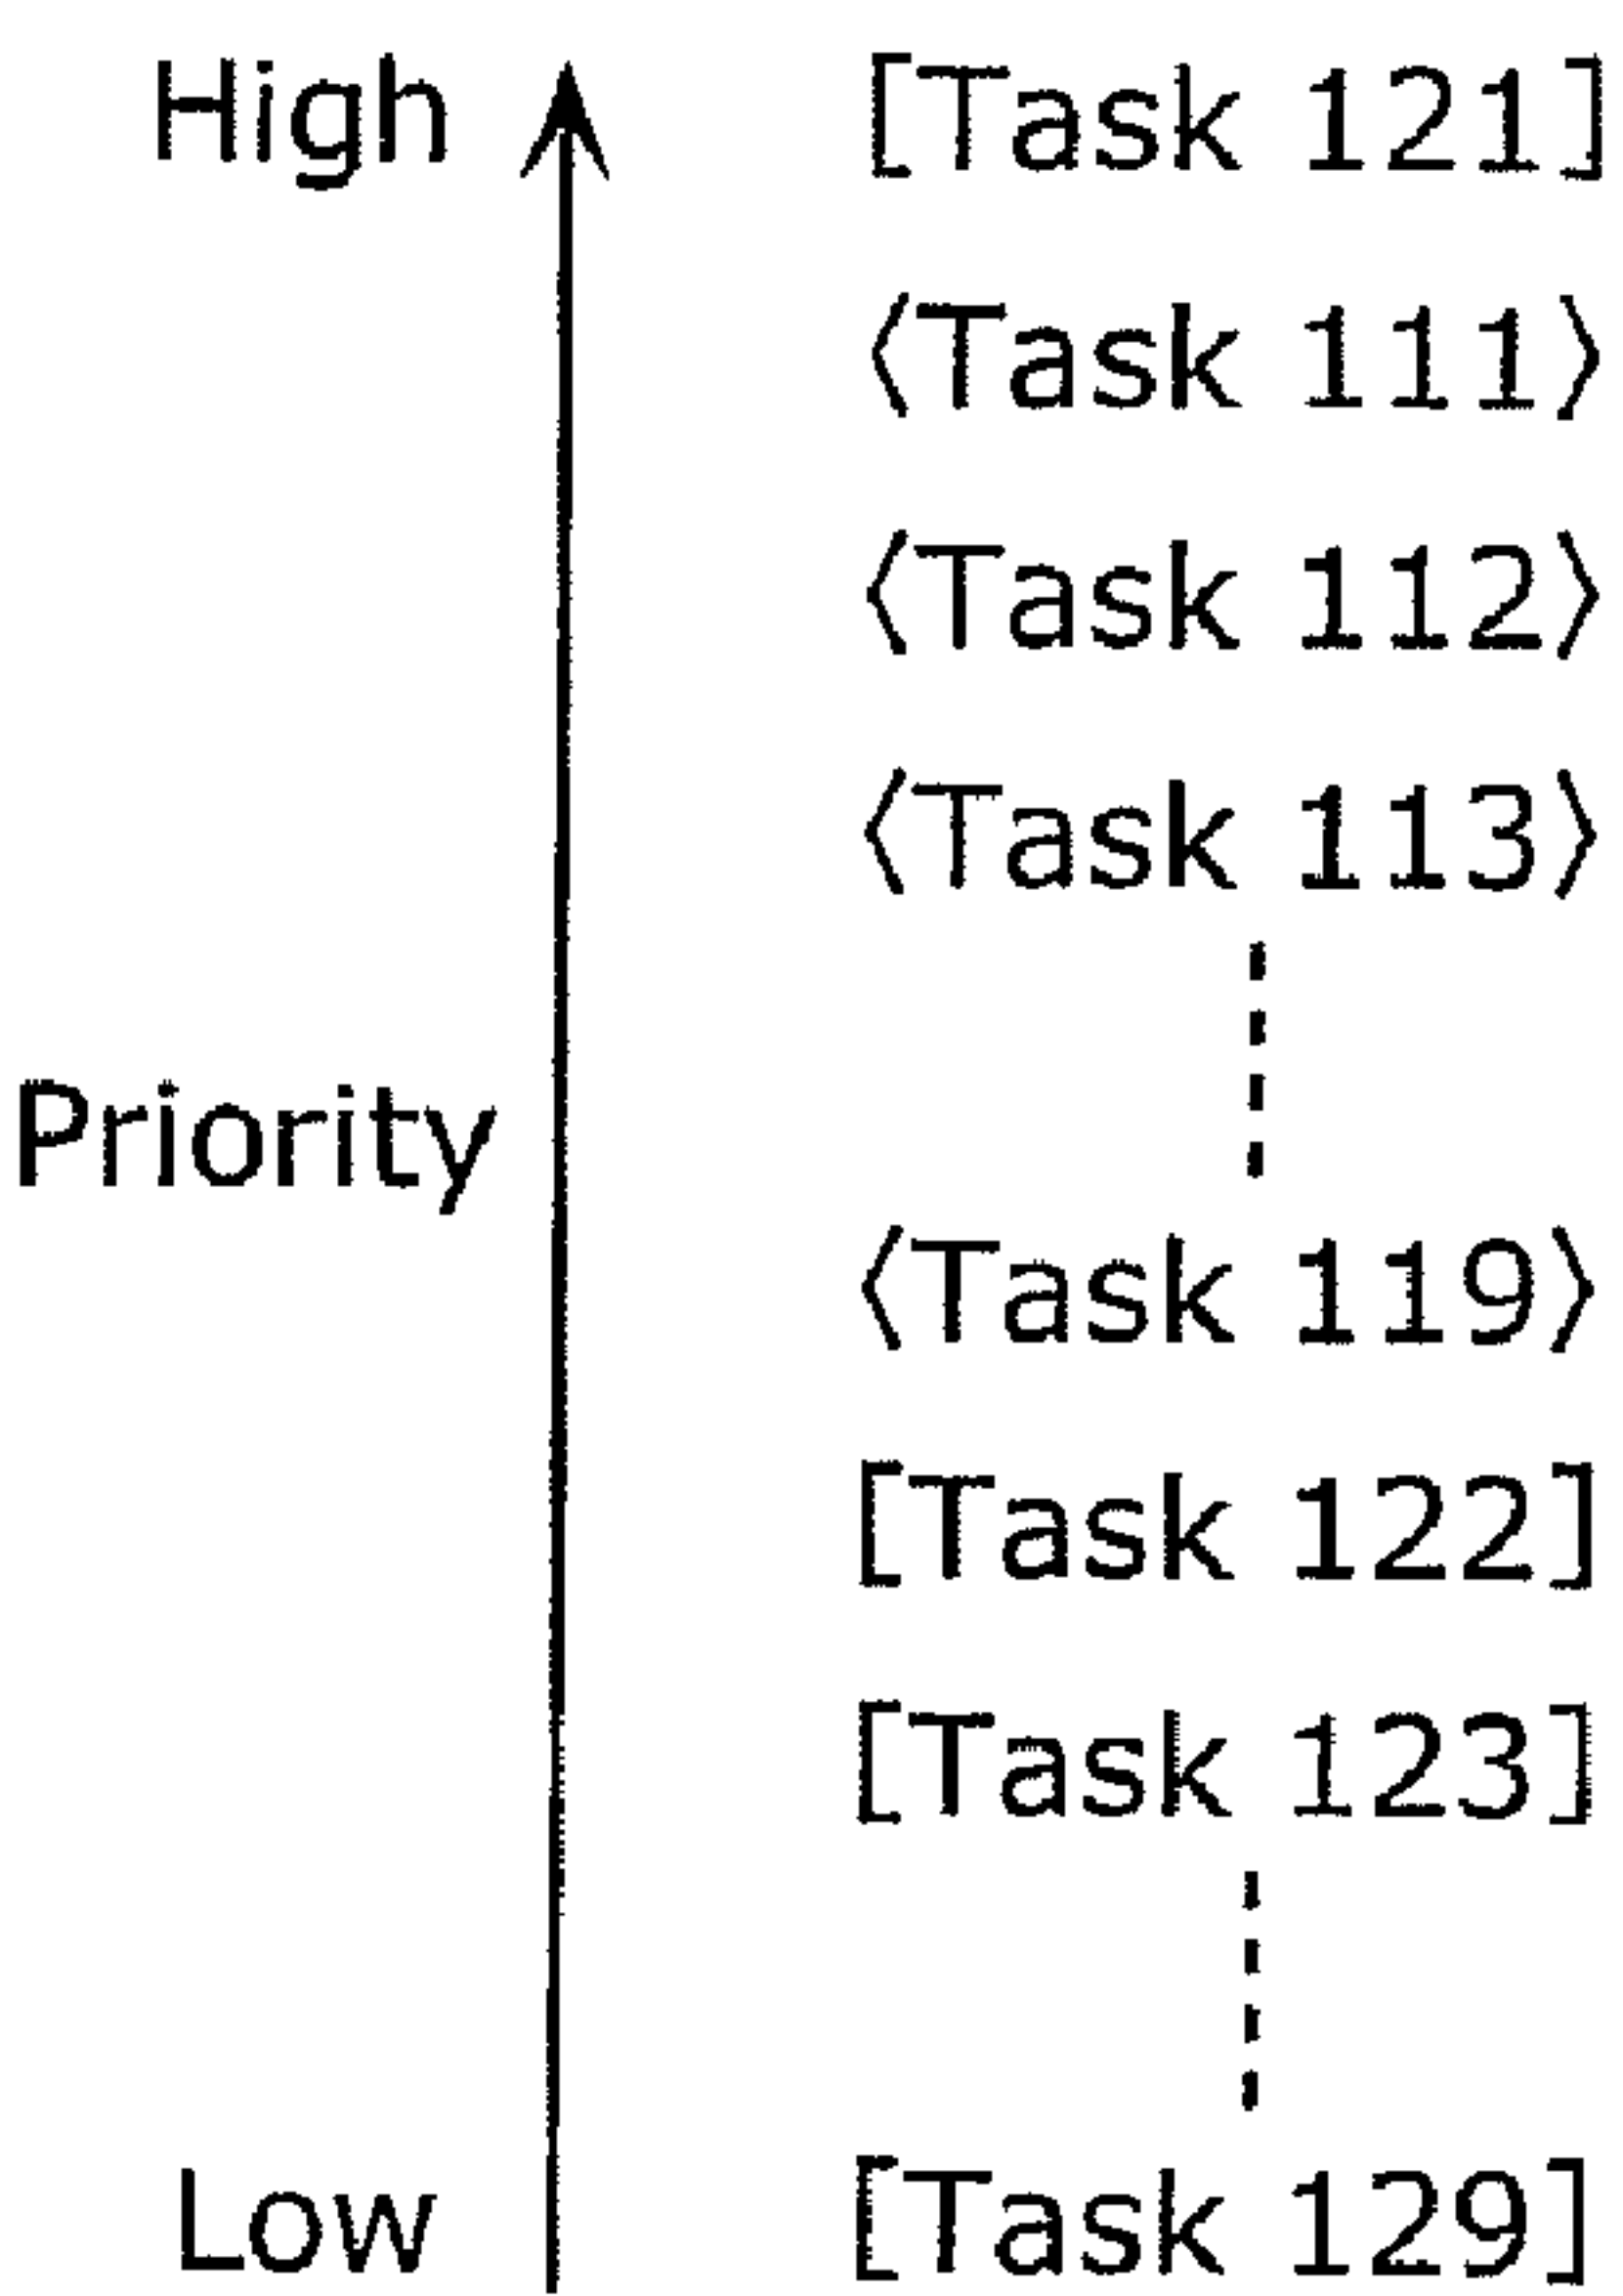 High [Task 121]
⟨Task 111⟩
⟨Task 112⟩
⟨Task 113⟩
Priority
⟨Task 119⟩
[Task 122]
[Task 123]
Low [Task 129]